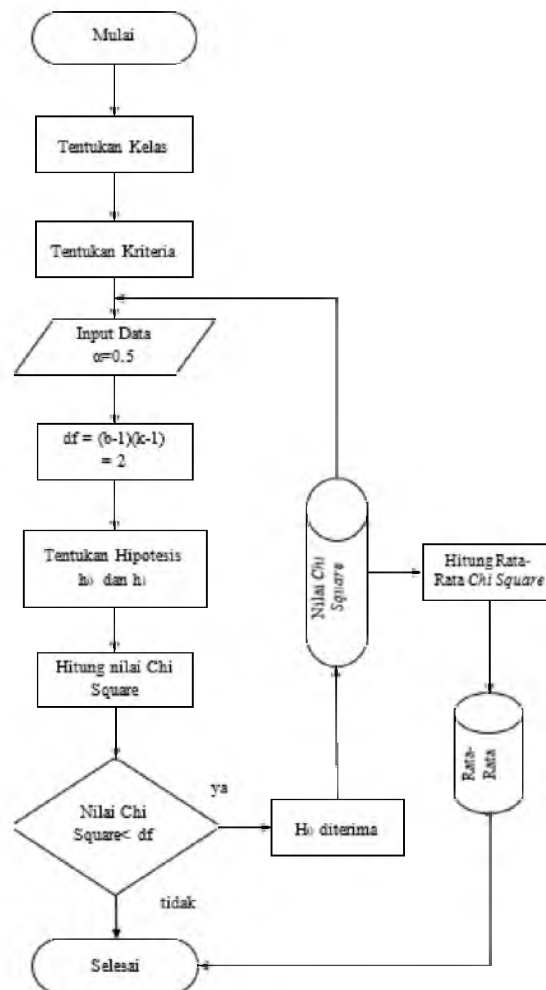 Mulai
Tentukan Kelas
Tentukan Kriteria
Input Data
α=0.5
df = (b-1)(k-1)
= 2
Tentukan Hipotesis
h₀ dan h₁
Hitung nilai Chi
Square
Nilai Chi
Square< df
ya
tidak
H₀ diterima
Nilai Chi
Square
Hitung Rata-
Rata Chi Square
Rata-
Rata
Selesai